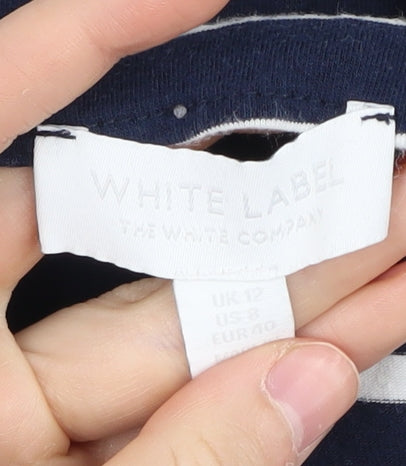 WHITE LABEL
THE WHITE COMPANY
UK 12
US 8
EUR 40